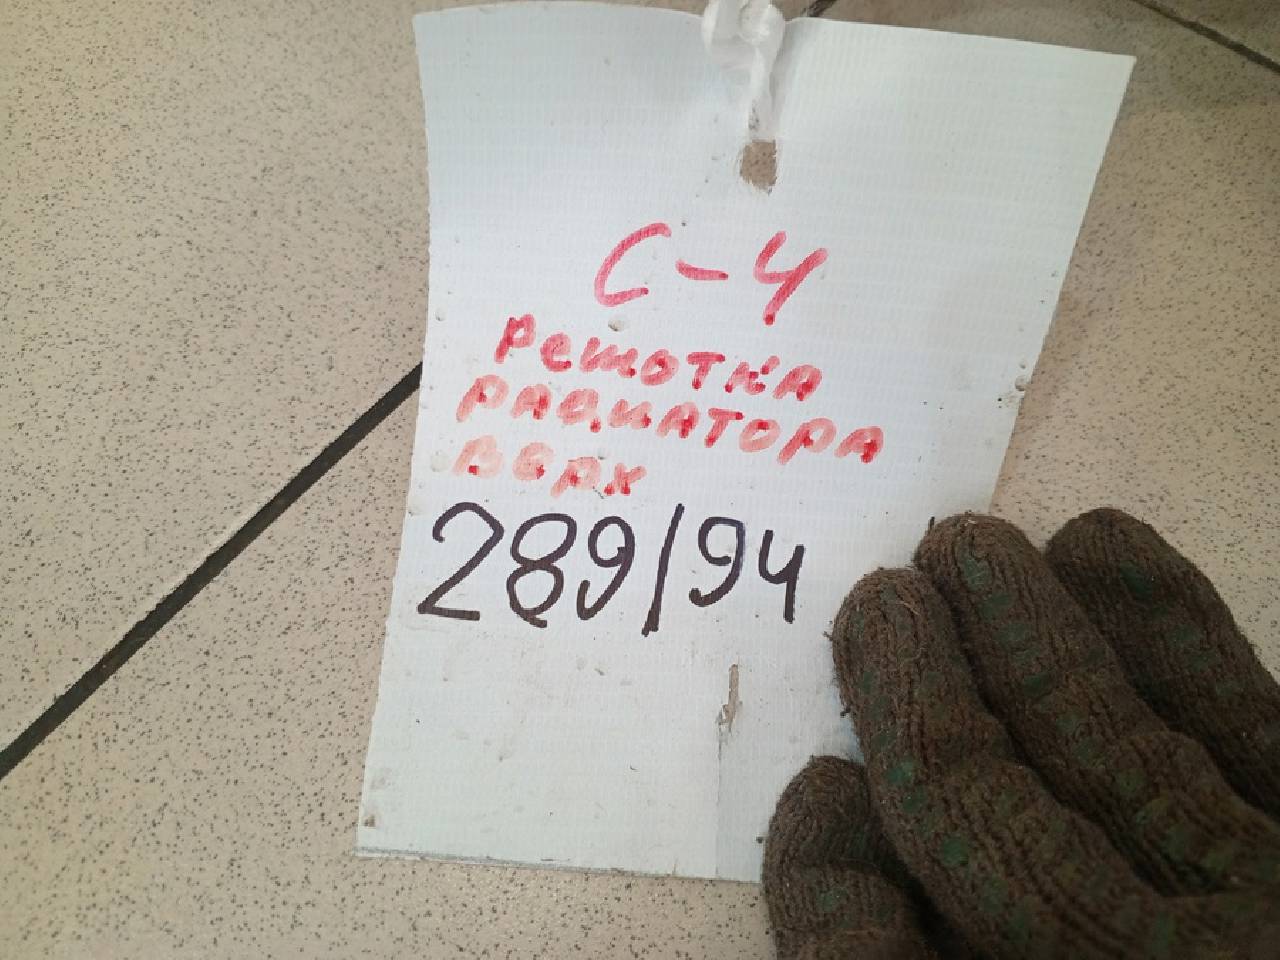 С-4
решотка
радиатора
верх
289/94